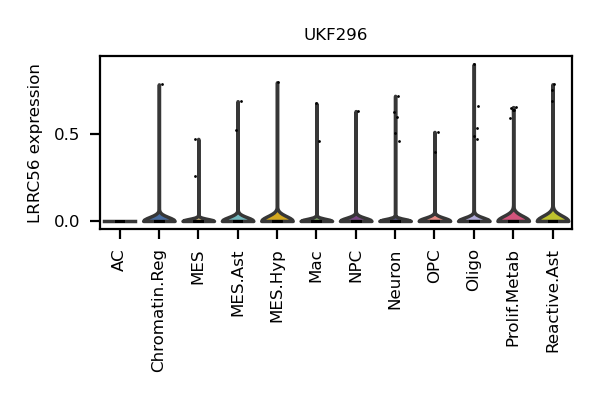 UKF296
LRRC56 expression
0.5
0.0
AC
Chromatin.Reg
MES
MES.Ast
MES.Hyp
Mac
NPC
Neuron
OPC
Oligo
Prolif.Metab
Reactive.Ast